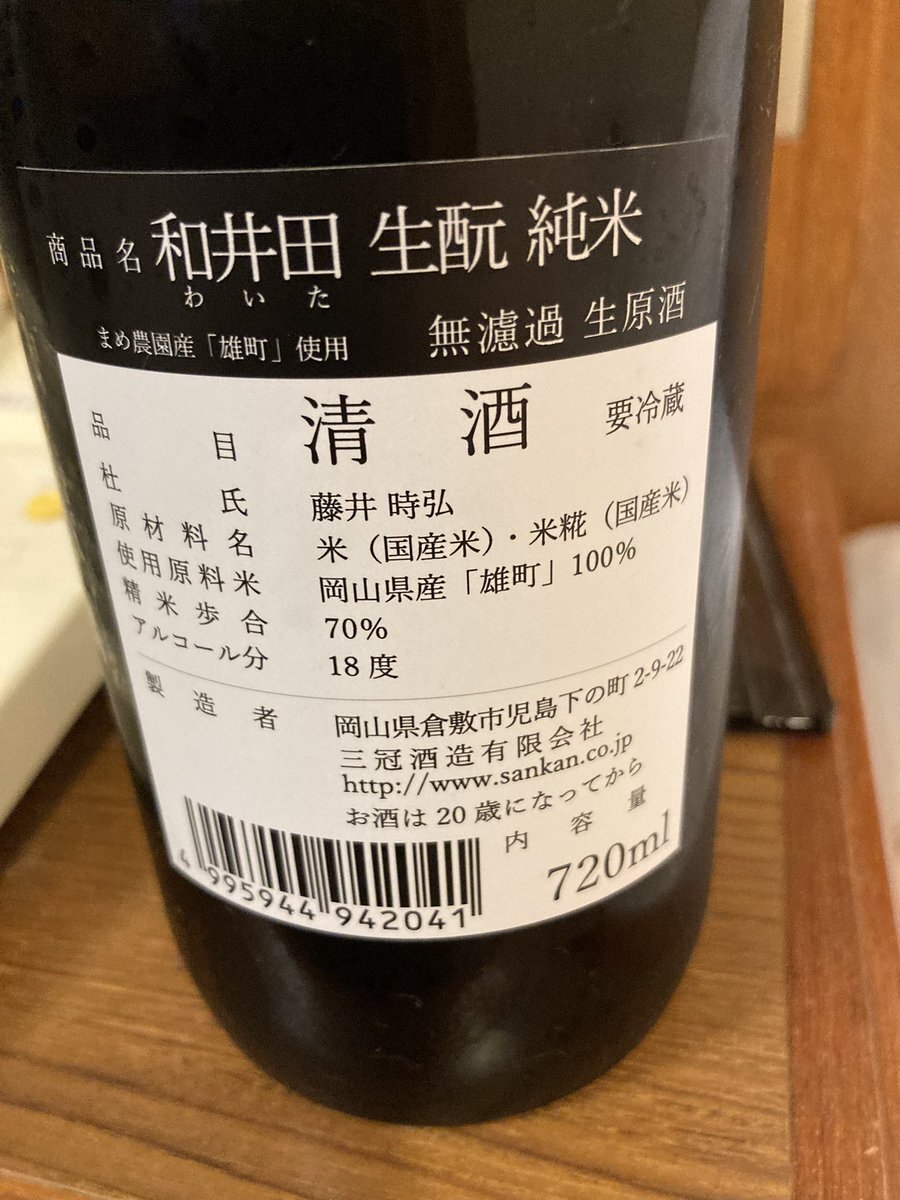 商品名 和井田 生酛 純米
わいた
まめ農園産「雄町」使用 無濾過 生原酒
品目 清酒 要冷蔵
杜氏 藤井 時弘
原材料名 米（国産米）・米糀（国産米）
使用原料米 岡山県産「雄町」100%
精米歩合 70%
アルコール分 18度
製造者 岡山県倉敷市児島下の町2-9-22
三冠酒造有限会社
http://www.sankan.co.jp
お酒は20歳になってから
内容量 720ml
4 995944 942041